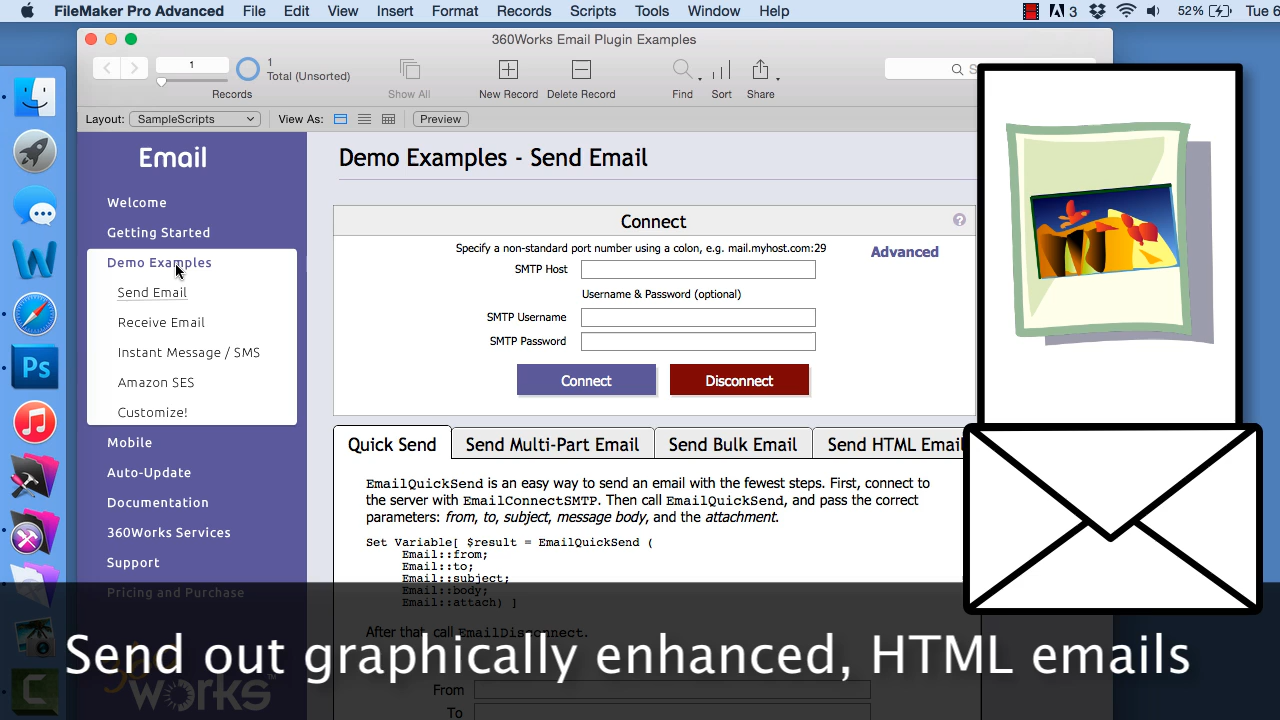 FileMaker Pro Advanced File Edit View Insert Format Records Scripts Tools Window Help 3 52% Tue 6
360Works Email Plugin Examples
1 1
Total (Unsorted)
Records Show All New Record Delete Record Find Sort Share
Layout: SampleScripts View As: Preview
Email
Welcome
Getting Started
Demo Examples
Send Email
Receive Email
Instant Message / SMS
Amazon SES
Customize!
Mobile
Auto-Update
Documentation
360Works Services
Support
Pricing and Purchase
works™
Demo Examples - Send Email
Connect ?
Specify a non-standard port number using a colon, e.g. mail.myhost.com:29
Advanced
SMTP Host
Username & Password (optional)
SMTP Username
SMTP Password
Connect Disconnect
Quick Send Send Multi-Part Email Send Bulk Email Send HTML Email
EmailQuickSend is an easy way to send an email with the fewest steps. First, connect to
the server with EmailConnectSMTP. Then call EmailQuickSend, and pass the correct
parameters: from, to, subject, message body, and the attachment.
Set Variable[ $result = EmailQuickSend (
Email::from;
Email::to;
Email::subject;
Email::body;
Email::attach) ]
After that, call EmailDisconnect.
From
To
Send out graphically enhanced, HTML emails